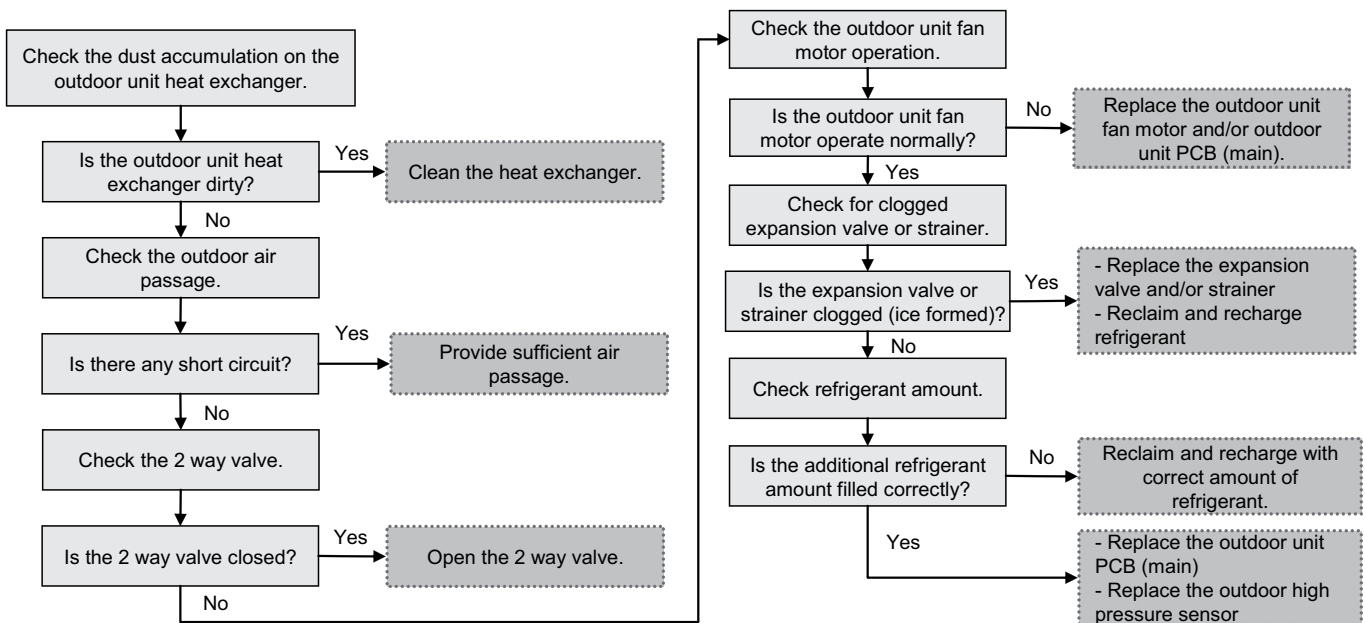 Check the dust accumulation on the
outdoor unit heat exchanger.
Is the outdoor unit heat
exchanger dirty?
Yes
Clean the heat exchanger.
No
Check the outdoor air
passage.
Is there any short circuit?
Yes
Provide sufficient air
passage.
No
Check the 2 way valve.
Is the 2 way valve closed?
Yes
Open the 2 way valve.
No
Check the outdoor unit fan
motor operation.
Is the outdoor unit fan
motor operate normally?
No
Replace the outdoor unit
fan motor and/or outdoor
unit PCB (main).
Yes
Check for clogged
expansion valve or strainer.
Is the expansion valve or
strainer clogged (ice formed)?
Yes
- Replace the expansion
valve and/or strainer
- Reclaim and recharge
refrigerant
No
Check refrigerant amount.
Is the additional refrigerant
amount filled correctly?
No
Reclaim and recharge with
correct amount of
refrigerant.
Yes
- Replace the outdoor unit
PCB (main)
- Replace the outdoor high
pressure sensor